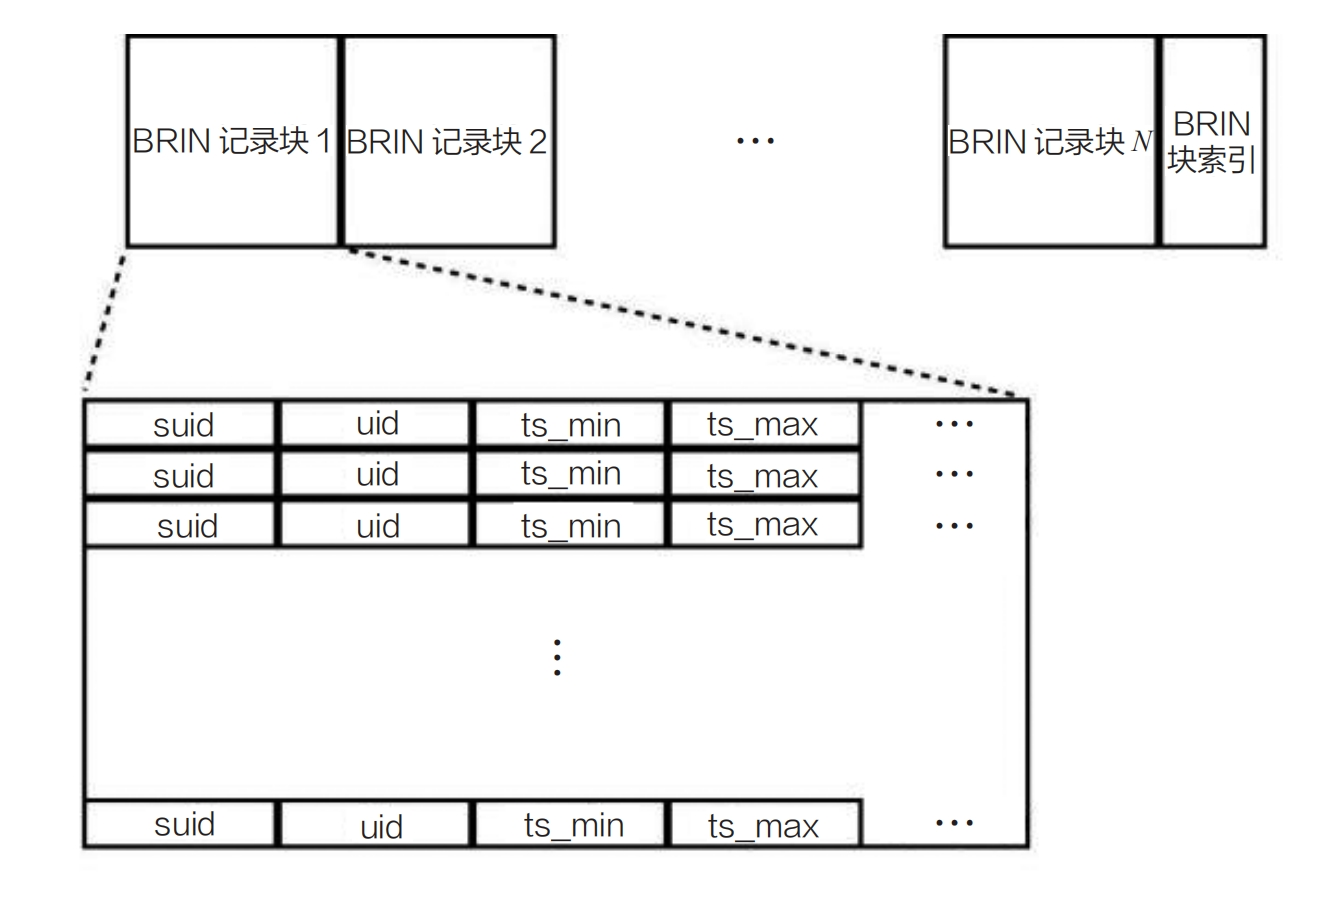 BRIN 记录块 1
BRIN 记录块 2
…
BRIN 记录块 N
BRIN
块索引
suid uid ts_min ts_max …
suid uid ts_min ts_max …
suid uid ts_min ts_max …
⋮
suid uid ts_min ts_max …